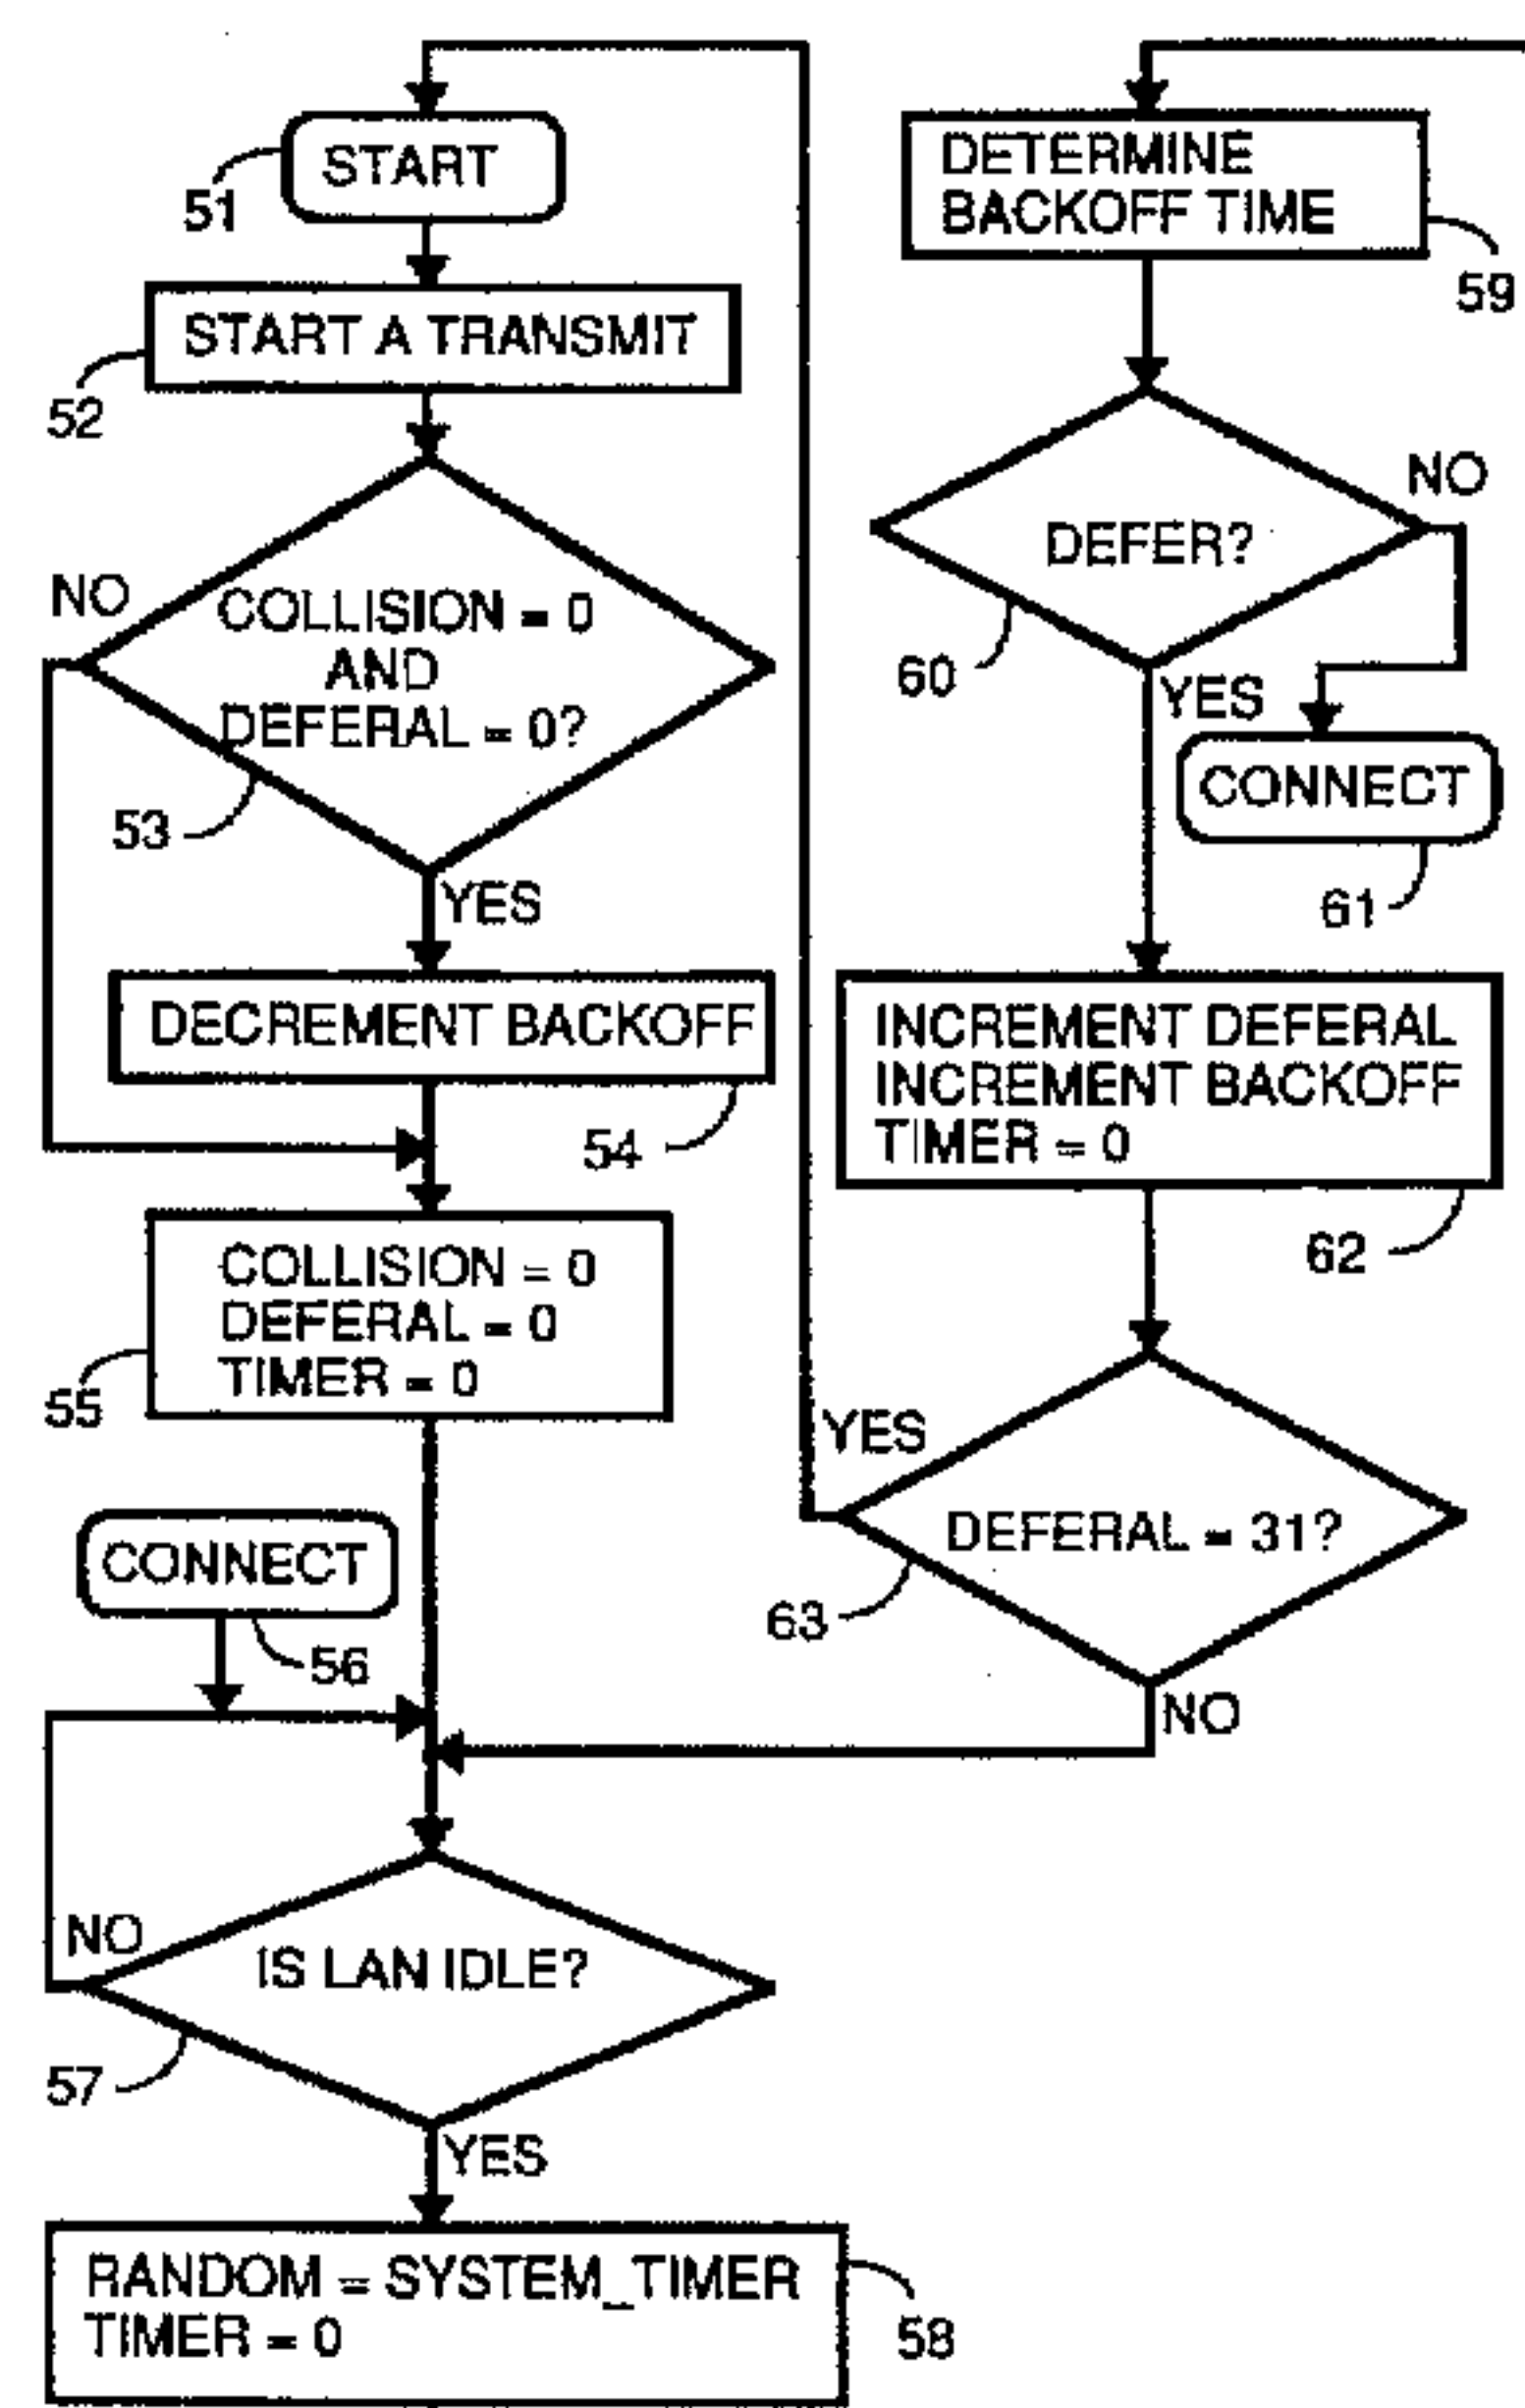 START
51
START A TRANSMIT
52
NO
COLLISION = 0
AND
DEFERAL = 0?
53
YES
DECREMENT BACKOFF
54
COLLISION = 0
DEFERAL = 0
TIMER = 0
55
CONNECT
56
NO
IS LAN IDLE?
57
YES
RANDOM = SYSTEM_TIMER
TIMER = 0
58
DETERMINE
BACKOFF TIME
59
NO
DEFER?
60
YES
CONNECT
61
INCREMENT DEFERAL
INCREMENT BACKOFF
TIMER = 0
62
YES
DEFERAL = 31?
63
NO